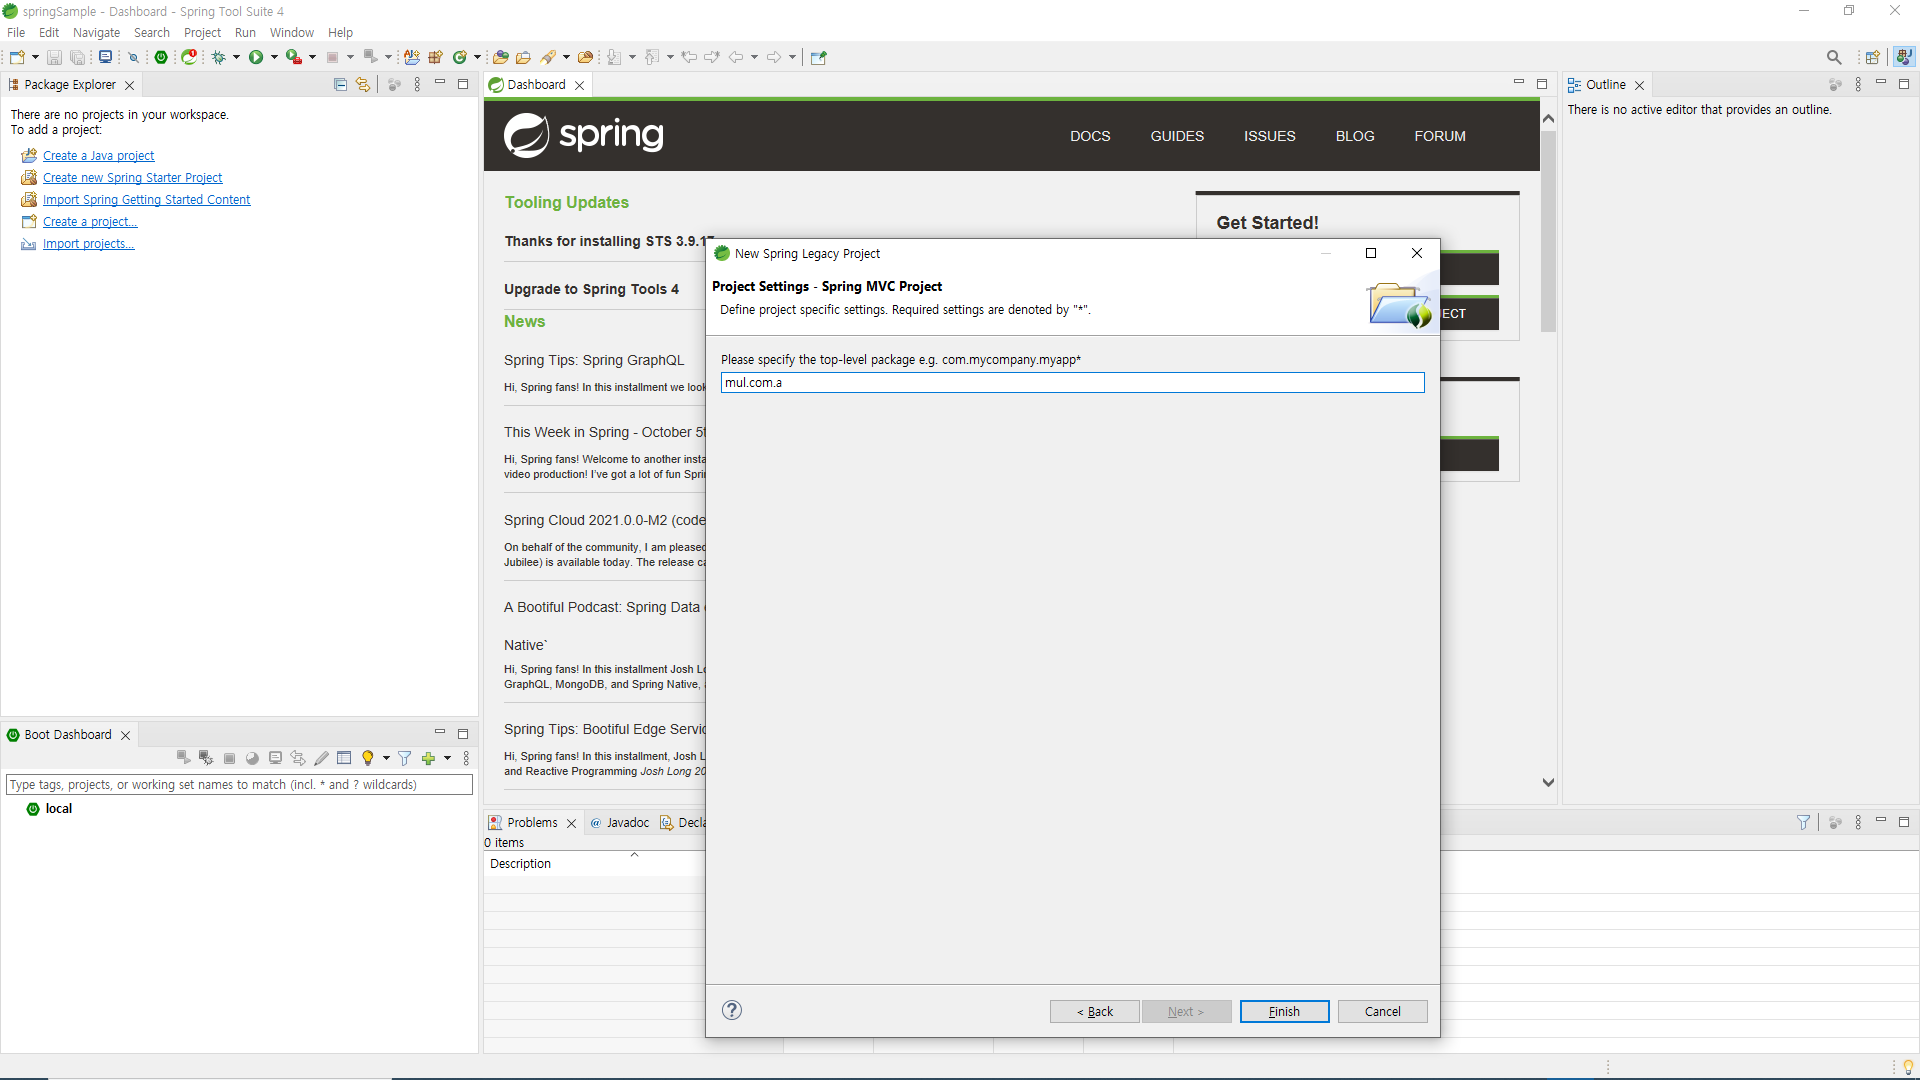 springSample - Dashboard - Spring Tool Suite 4
File Edit Navigate Search Project Run Window Help
Package Explorer
There are no projects in your workspace.
To add a project:
Create a Java project
Create new Spring Starter Project
Import Spring Getting Started Content
Create a project...
Import projects...
Boot Dashboard
Type tags, projects, or working set names to match (incl. * and ? wildcards)
local
Dashboard
spring
DOCS GUIDES ISSUES BLOG FORUM
Tooling Updates
Thanks for installing STS 3.9.17
Upgrade to Spring Tools 4
News
Spring Tips: Spring GraphQL
Hi, Spring fans! In this installment we look
This Week in Spring - October 5t
Hi, Spring fans! Welcome to another insta
video production! I've got a lot of fun Spri
Spring Cloud 2021.0.0-M2 (code
On behalf of the community, I am pleased
Jubilee) is available today. The release ca
A Bootiful Podcast: Spring Data
Native`
Hi, Spring fans! In this installment Josh Lo
GraphQL, MongoDB, and Spring Native,
Spring Tips: Bootiful Edge Servic
Hi, Spring fans! In this installment, Josh L
and Reactive Programming Josh Long 20
Get Started!
ECT
New Spring Legacy Project
Project Settings - Spring MVC Project
Define project specific settings. Required settings are denoted by "*".
Please specify the top-level package e.g. com.mycompany.myapp*
mul.com.a
< Back Next > Finish Cancel
Problems Javadoc Decla
0 items
Description
Outline
There is no active editor that provides an outline.